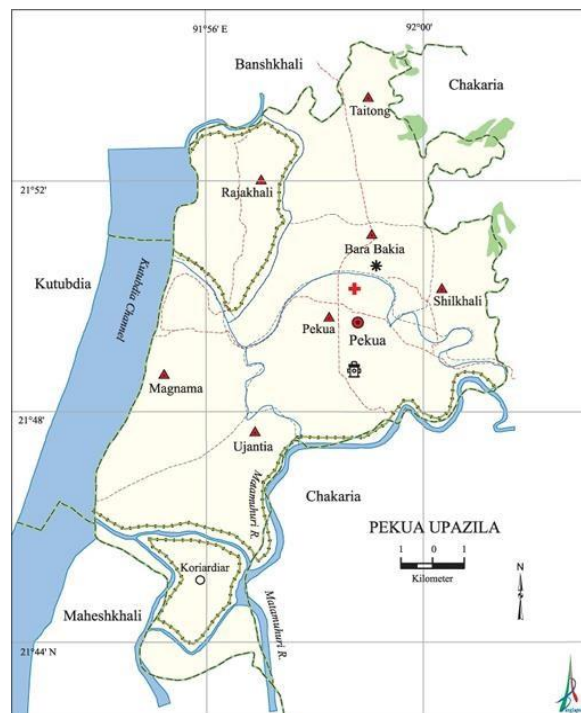 91°56 E
92°00
Banshkhali
Chakaria
Taitong
21°52
Rajakhali
Bara Bakia
Kutubdia
Kutubdia Channel
Shilkhali
Pekua
Pekua
Magnama
21°48
Ujantia
Matamuhuri R.
Chakaria
PEKUA UPAZILA
1 0 1
Kilometer
N
Koriardiar
Maheshkhali
Matamuhuri R.
21°44 N